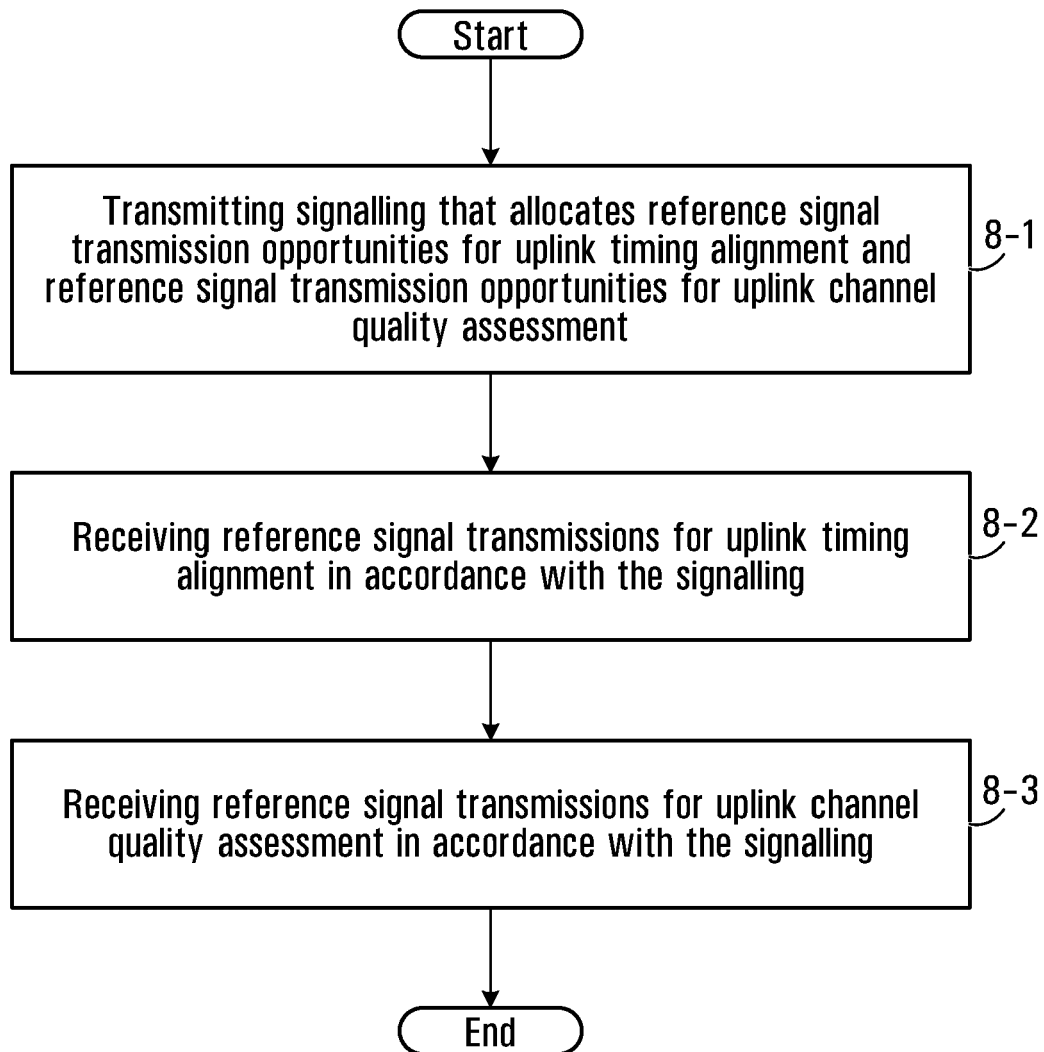 Start
Transmitting signalling that allocates reference signal
transmission opportunities for uplink timing alignment and
reference signal transmission opportunities for uplink channel
quality assessment
8-1
Receiving reference signal transmissions for uplink timing
alignment in accordance with the signalling
8-2
Receiving reference signal transmissions for uplink channel
quality assessment in accordance with the signalling
8-3
End